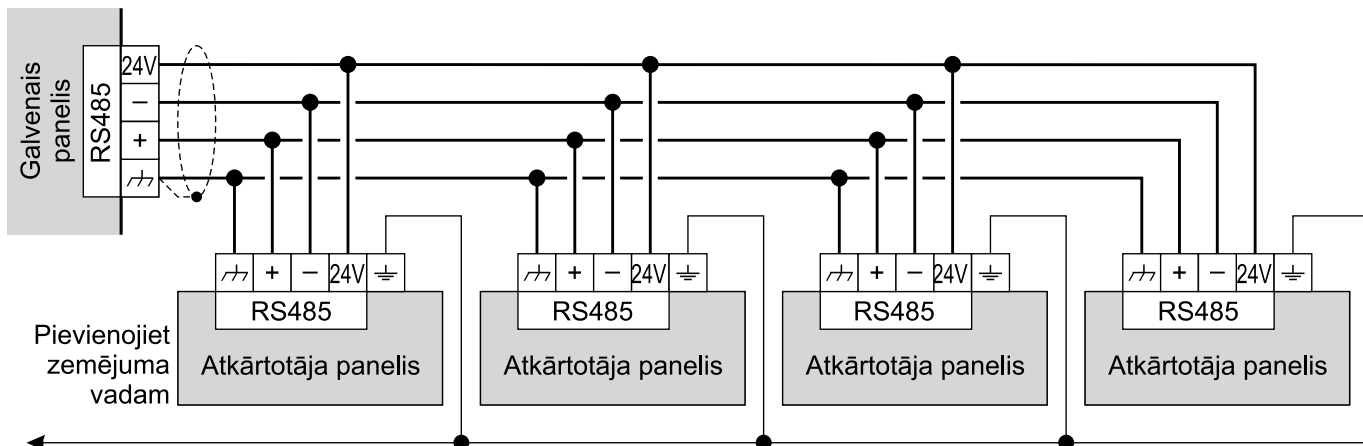 Galvenais
panelis
RS485
24V
−
+
+ − 24V
RS485
Atkārtotāja panelis
+ − 24V
RS485
Atkārtotāja panelis
+ − 24V
RS485
Atkārtotāja panelis
+ − 24V
RS485
Atkārtotāja panelis
Pievienojiet
zemējuma
vadam